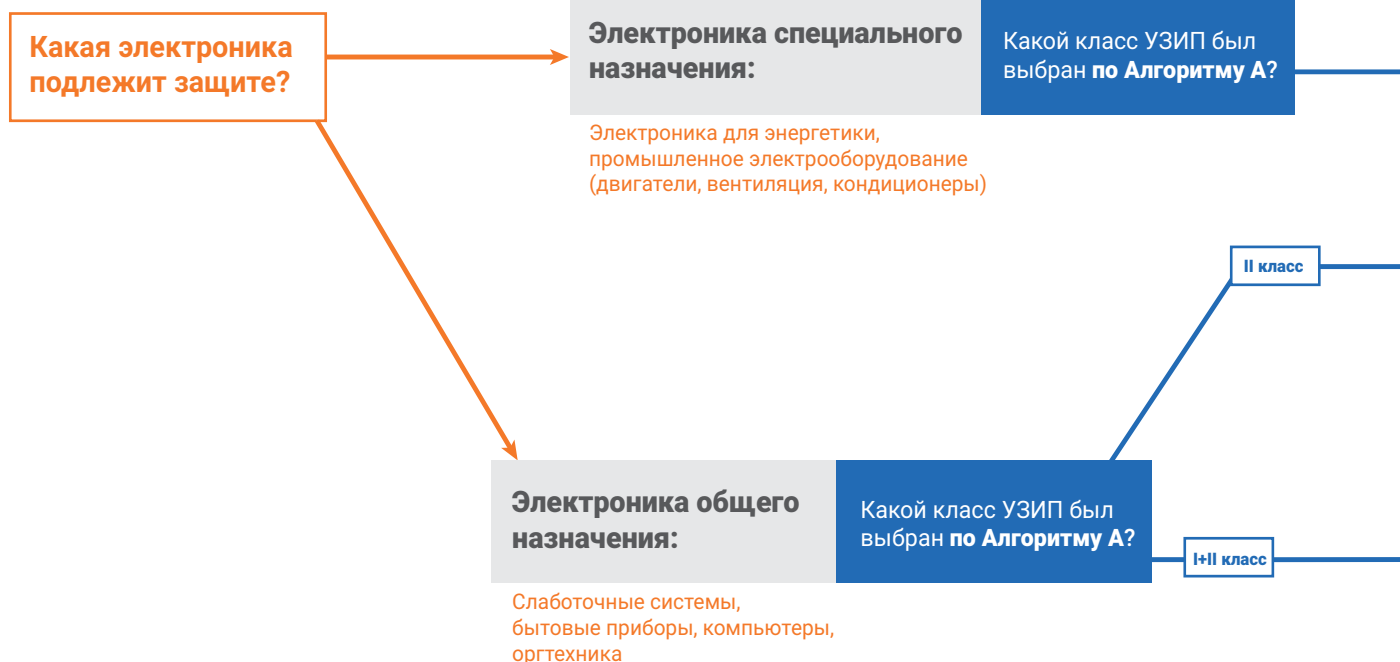 Какая электроника
подлежит защите?
Электроника специального
назначения:
Какой класс УЗИП был
выбран по Алгоритму А?
Электроника для энергетики,
промышленное электрооборудование
(двигатели, вентиляция, кондиционеры)
II класс
Электроника общего
назначения:
Какой класс УЗИП был
выбран по Алгоритму А?
I+II класс
Слаботочные системы,
бытовые приборы, компьютеры,
оргтехника